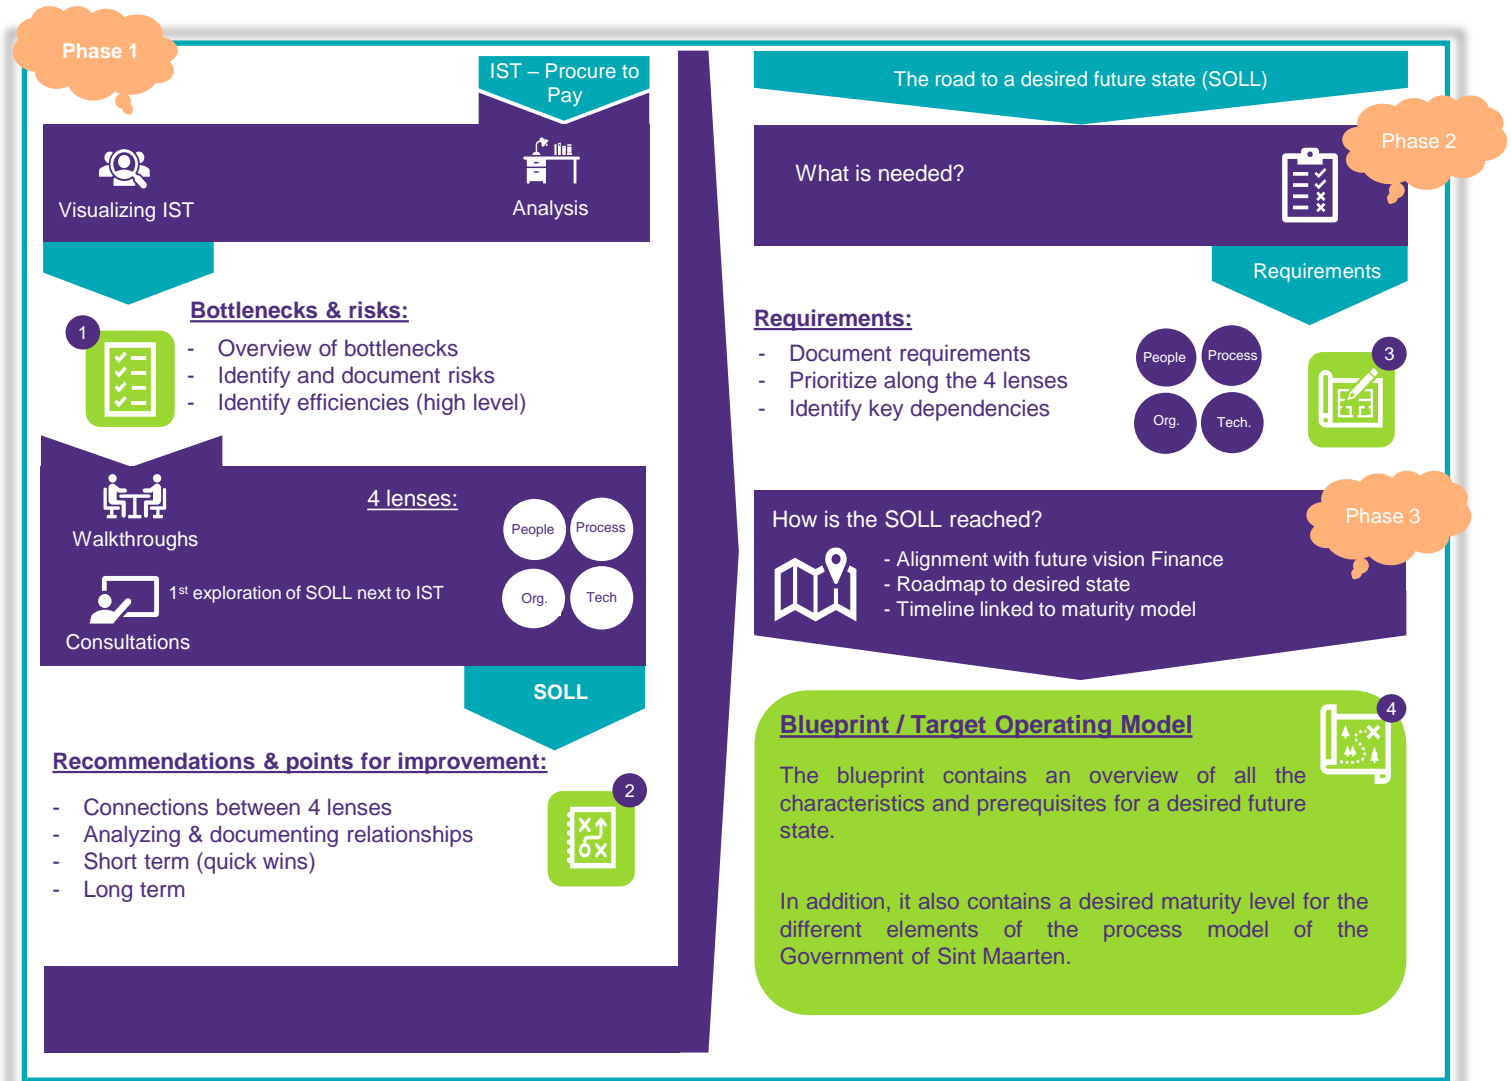 Phase 1
IST – Procure to
Pay
Visualizing IST
Analysis
1
Bottlenecks & risks:
- Overview of bottlenecks
- Identify and document risks
- Identify efficiencies (high level)
Walkthroughs
4 lenses:
People
Process
Org.
Tech
1st exploration of SOLL next to IST
Consultations
SOLL
Recommendations & points for improvement:
2
- Connections between 4 lenses
- Analyzing & documenting relationships
- Short term (quick wins)
- Long term
The road to a desired future state (SOLL)
Phase 2
What is needed?
Requirements
Requirements:
- Document requirements
- Prioritize along the 4 lenses
- Identify key dependencies
People
Process
Org.
Tech.
3
Phase 3
How is the SOLL reached?
- Alignment with future vision Finance
- Roadmap to desired state
- Timeline linked to maturity model
4
Blueprint / Target Operating Model
The blueprint contains an overview of all the
characteristics and prerequisites for a desired future
state.
In addition, it also contains a desired maturity level for the
different elements of the process model of the
Government of Sint Maarten.